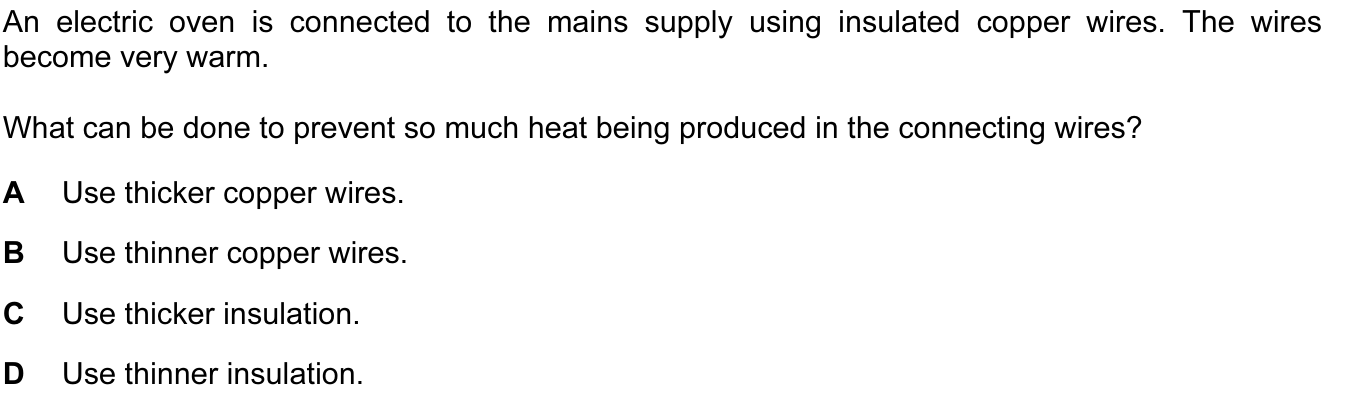 An electric oven is connected to the mains supply using insulated copper wires. The wires
become very warm.
What can be done to prevent so much heat being produced in the connecting wires?
A Use thicker copper wires.
B Use thinner copper wires.
C Use thicker insulation.
D Use thinner insulation.